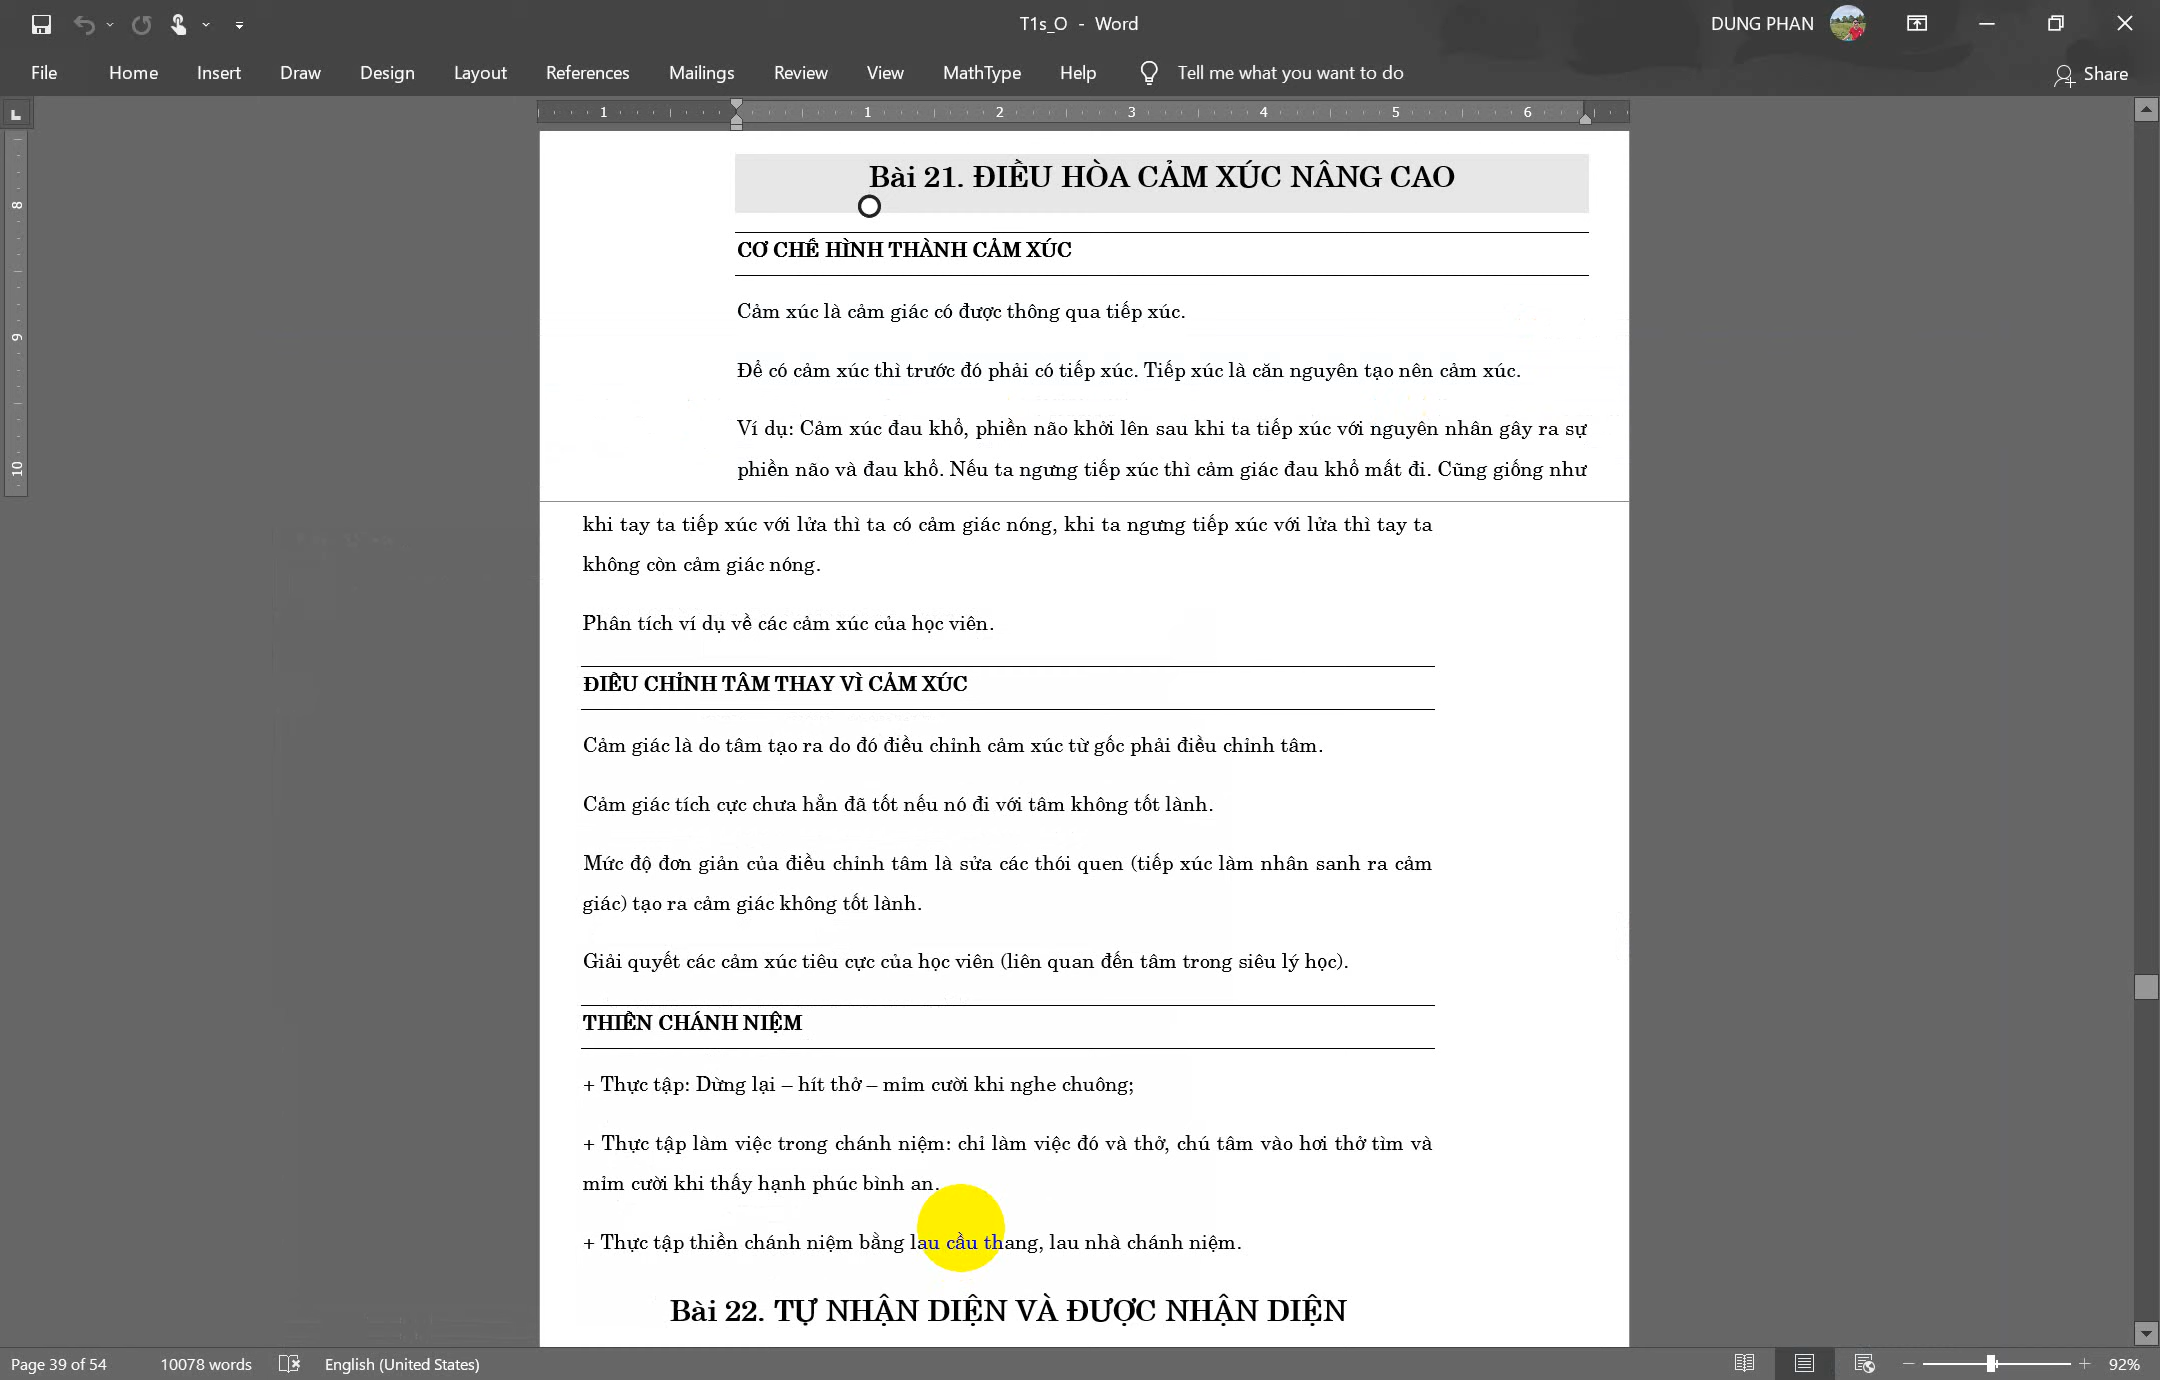 T1s_O - Word
DUNG PHAN
File Home Insert Draw Design Layout References Mailings Review View MathType Help Tell me what you want to do Share
L
1 1 2 3 4 5 6
8
9
10
Bài 21. ĐIỀU HÒA CẢM XÚC NÂNG CAO
CƠ CHẾ HÌNH THÀNH CẢM XÚC
Cảm xúc là cảm giác có được thông qua tiếp xúc.
Để có cảm xúc thì trước đó phải có tiếp xúc. Tiếp xúc là căn nguyên tạo nên cảm xúc.
Ví dụ: Cảm xúc đau khổ, phiền não khởi lên sau khi ta tiếp xúc với nguyên nhân gây ra sự
phiền não và đau khổ. Nếu ta ngưng tiếp xúc thì cảm giác đau khổ mất đi. Cũng giống như
khi tay ta tiếp xúc với lửa thì ta có cảm giác nóng, khi ta ngưng tiếp xúc với lửa thì tay ta
không còn cảm giác nóng.
Phân tích ví dụ về các cảm xúc của học viên.
ĐIỀU CHỈNH TÂM THAY VÌ CẢM XÚC
Cảm giác là do tâm tạo ra do đó điều chỉnh cảm xúc từ gốc phải điều chỉnh tâm.
Cảm giác tích cực chưa hẳn đã tốt nếu nó đi với tâm không tốt lành.
Mức độ đơn giản của điều chỉnh tâm là sửa các thói quen (tiếp xúc làm nhân sanh ra cảm
giác) tạo ra cảm giác không tốt lành.
Giải quyết các cảm xúc tiêu cực của học viên (liên quan đến tâm trong siêu lý học).
THIỀN CHÁNH NIỆM
+ Thực tập: Dừng lại – hít thở – mỉm cười khi nghe chuông;
+ Thực tập làm việc trong chánh niệm: chỉ làm việc đó và thở, chú tâm vào hơi thở tìm và
mỉm cười khi thấy hạnh phúc bình an.
+ Thực tập thiền chánh niệm bằng lau cầu thang, lau nhà chánh niệm.
Bài 22. TỰ NHẬN DIỆN VÀ ĐƯỢC NHẬN DIỆN
Page 39 of 54 10078 words English (United States) 92%